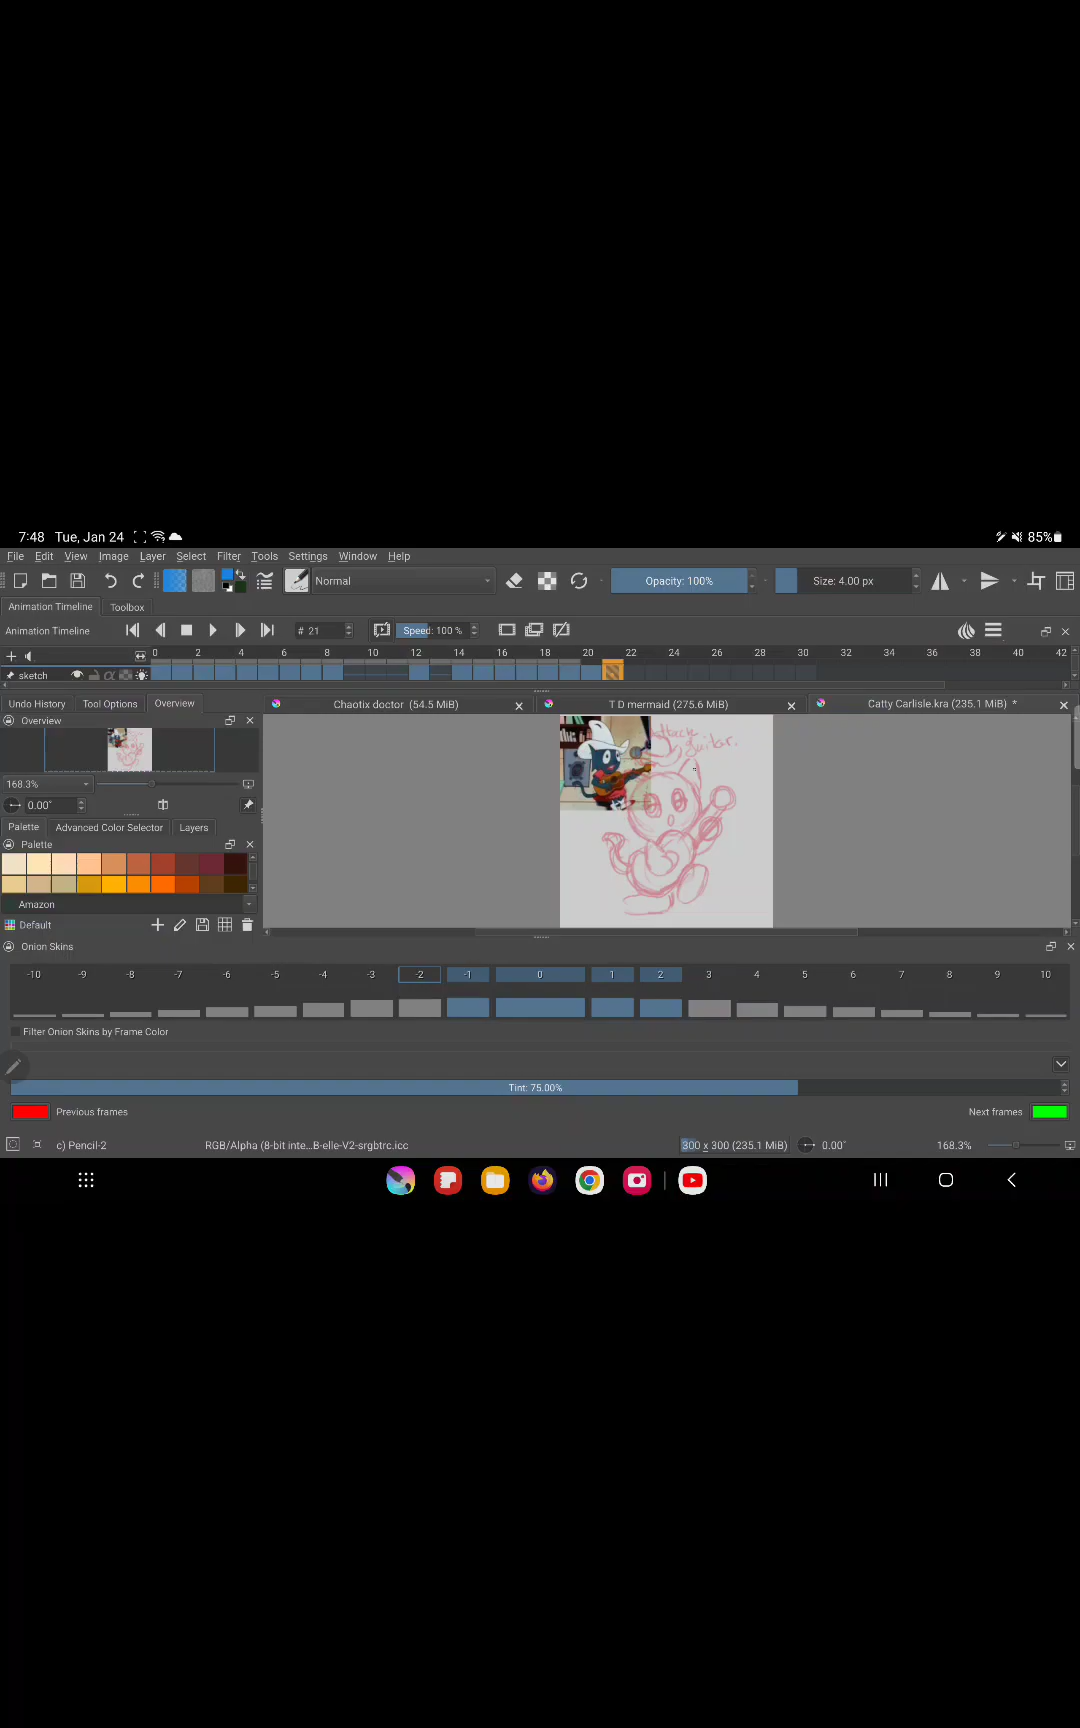 7:48 Tue, Jan 24 85%
File Edit View Image Layer Select Filter Tools Settings Window Help
Normal Opacity: 100% Size: 4.00 px
Animation Timeline Toolbox
Animation Timeline # 21 Speed: 100 %
0 2 4 6 8 10 12 14 16 18 20 22 24 26 28 30 32 34 36 38 40 42
sketch
Undo History Tool Options Overview Chaotix doctor (54.5 MiB) T D mermaid (275.6 MiB) Catty Carlisle.kra (235.1 MiB) *
Overview
guitar.
168.3%
0.00°
Palette Advanced Color Selector Layers
Palette
Amazon
Default
Onion Skins
-10 -9 -8 -7 -6 -5 -4 -3 -2 -1 0 1 2 3 4 5 6 7 8 9 10
Filter Onion Skins by Frame Color
Tint: 75.00%
Previous frames Next frames
c) Pencil-2 RGB/Alpha (8-bit inte...B-elle-V2-srgbtrc.icc 300 x 300 (235.1 MiB) 0.00° 168.3%